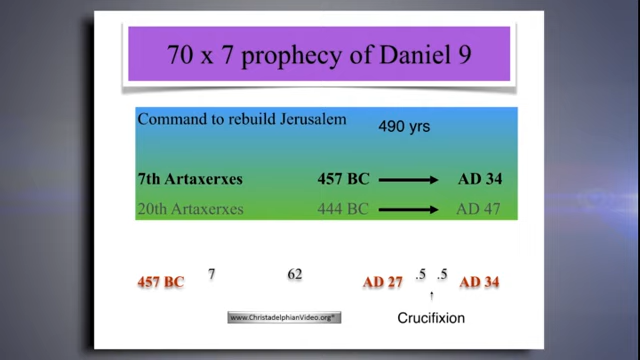 70 x 7 prophecy of Daniel 9
Command to rebuild Jerusalem
490 yrs
7th Artaxerxes 457 BC AD 34
20th Artaxerxes 444 BC AD 47
457 BC 7 62 AD 27 .5 .5 AD 34
www.ChristadelphianVideo.org®
Crucifixion